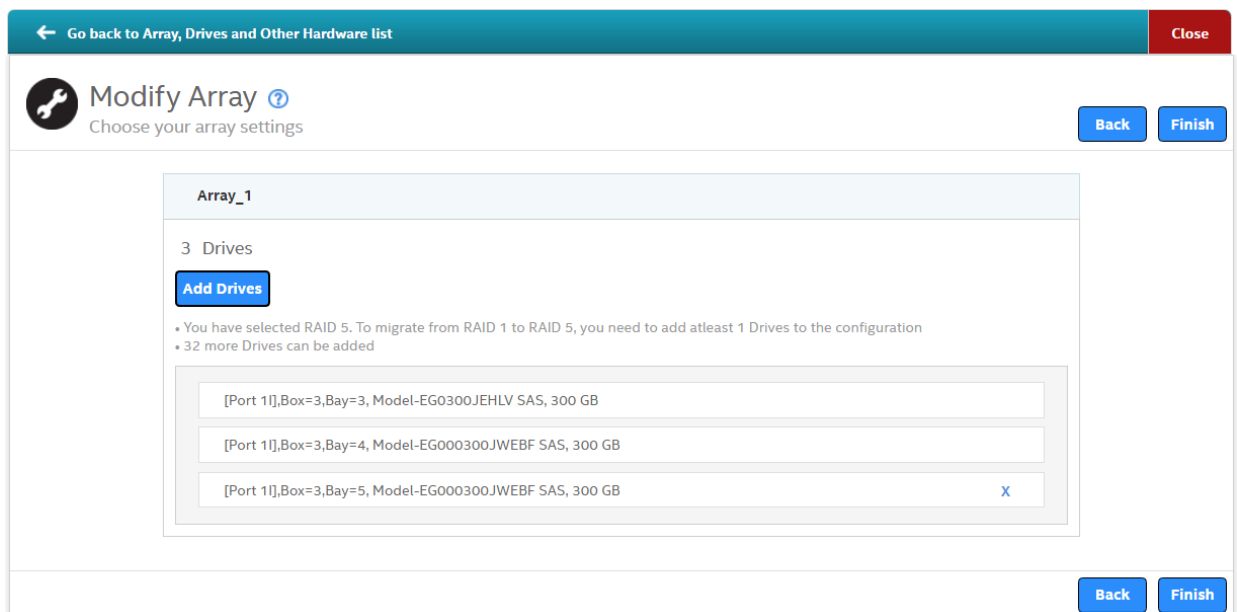 Go back to Array, Drives and Other Hardware list
Close
Modify Array
Choose your array settings
Back
Finish
Array_1
3 Drives
Add Drives
• You have selected RAID 5. To migrate from RAID 1 to RAID 5, you need to add atleast 1 Drives to the configuration
• 32 more Drives can be added
[Port 1I],Box=3,Bay=3, Model-EG0300JEHLV SAS, 300 GB
[Port 1I],Box=3,Bay=4, Model-EG000300JWEBF SAS, 300 GB
[Port 1I],Box=3,Bay=5, Model-EG000300JWEBF SAS, 300 GB X
Back
Finish